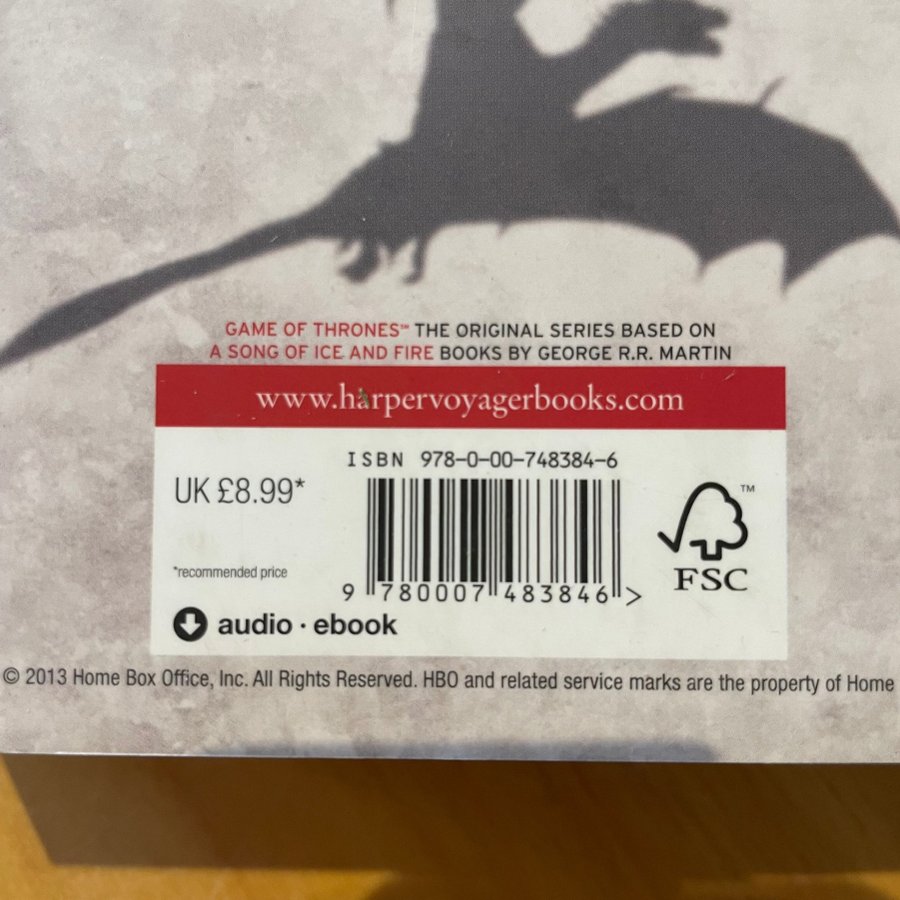 GAME OF THRONES℠ THE ORIGINAL SERIES BASED ON
A SONG OF ICE AND FIRE BOOKS BY GEORGE R.R. MARTIN
www.harpervoyagerbooks.com
ISBN 978-0-00-748384-6
UK £8.99*
*recommended price
9 780007 483846 >
™
FSC
audio · ebook
© 2013 Home Box Office, Inc. All Rights Reserved. HBO and related service marks are the property of Home